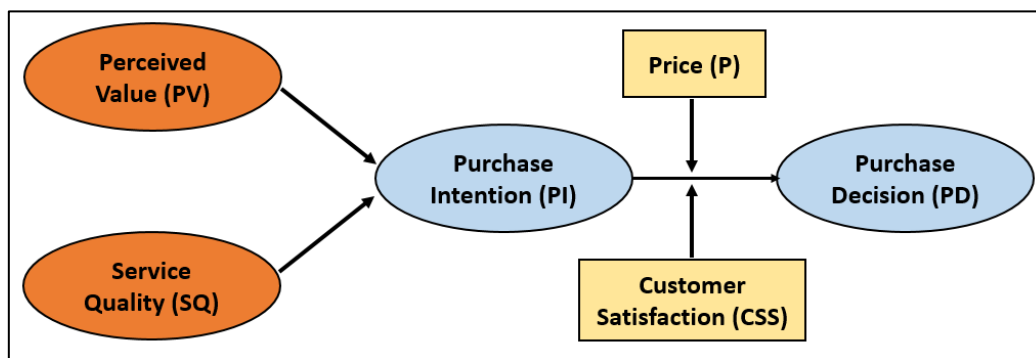 Perceived
Value (PV)
Price (P)
Purchase
Intention (PI)
Purchase
Decision (PD)
Service
Quality (SQ)
Customer
Satisfaction (CSS)